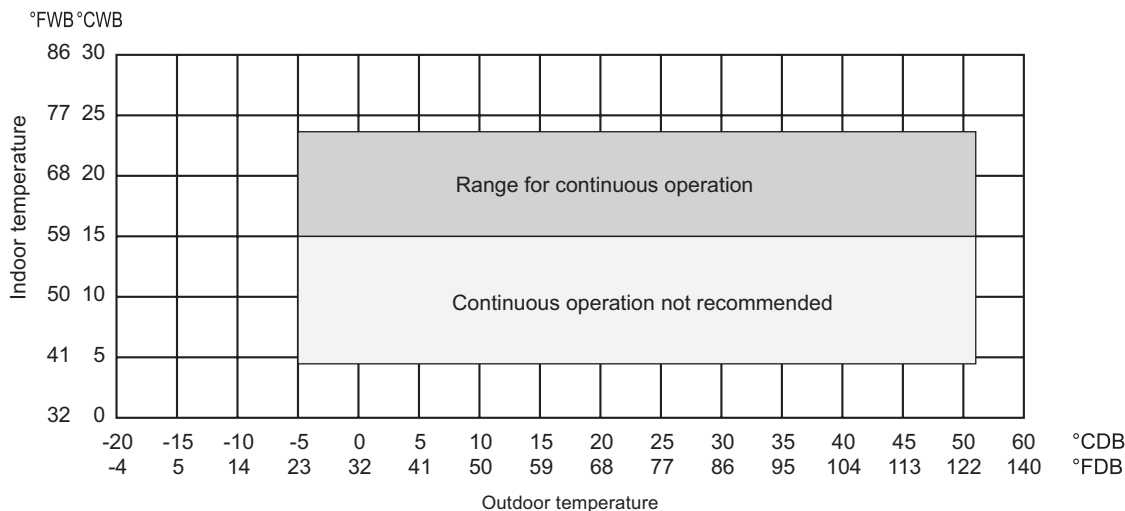 °FWB °CWB
86 30
77 25
68 20
59 15
50 10
41 5
32 0
Indoor temperature
Range for continuous operation
Continuous operation not recommended
-20 -15 -10 -5 0 5 10 15 20 25 30 35 40 45 50 60 °CDB
-4 5 14 23 32 41 50 59 68 77 86 95 104 113 122 140 °FDB
Outdoor temperature